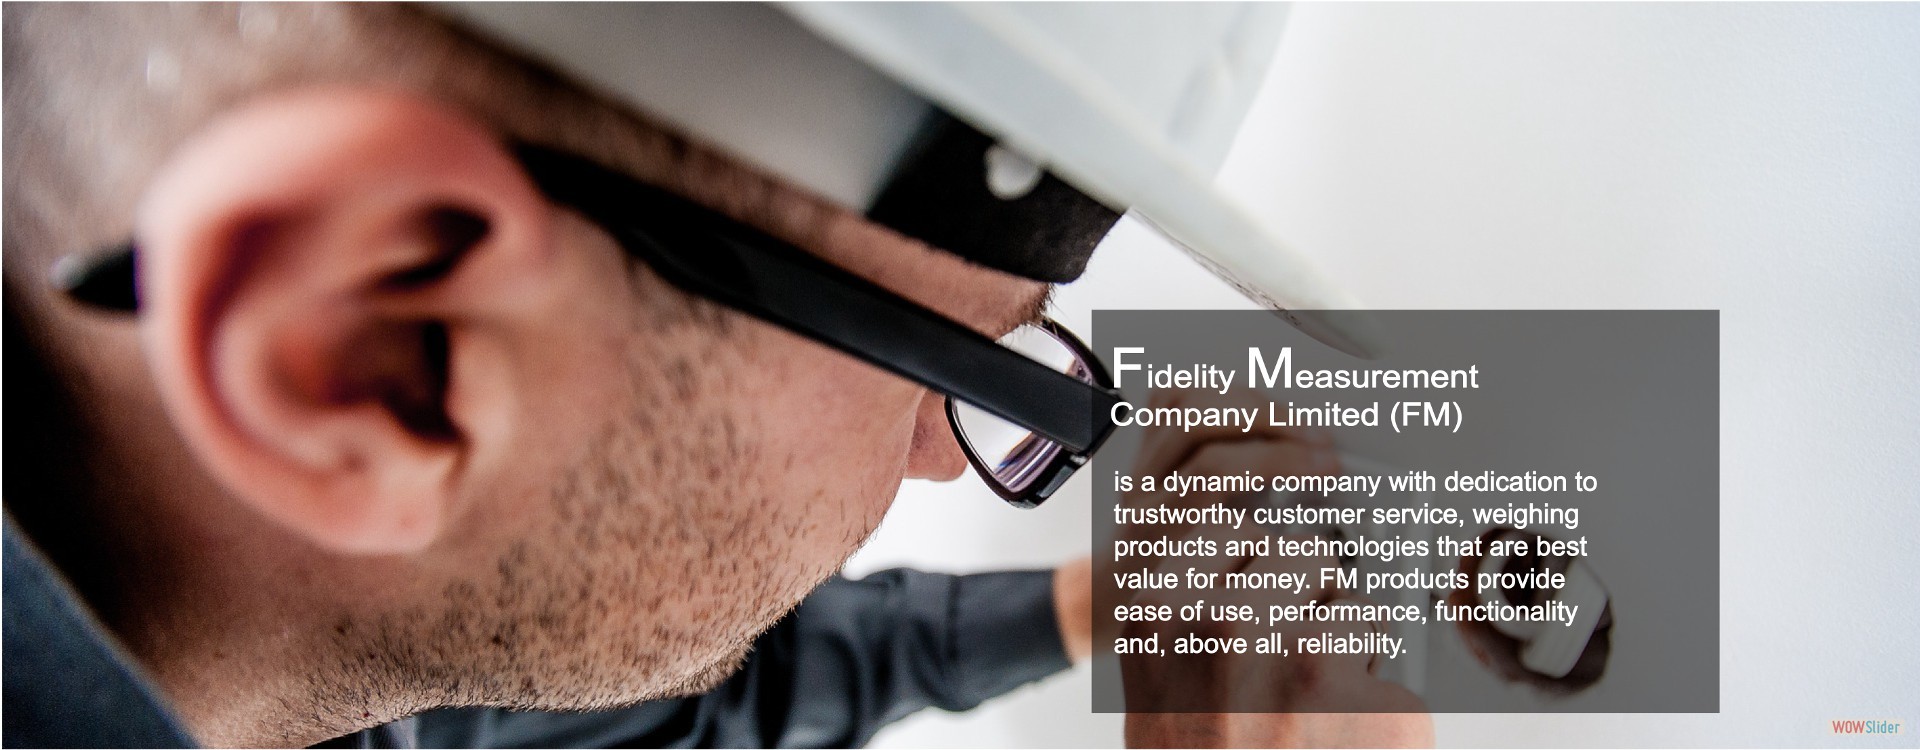 Fidelity Measurement
Company Limited (FM)
is a dynamic company with dedication to
trustworthy customer service, weighing
products and technologies that are best
value for money. FM products provide
ease of use, performance, functionality
and, above all, reliability.
WOWSlider